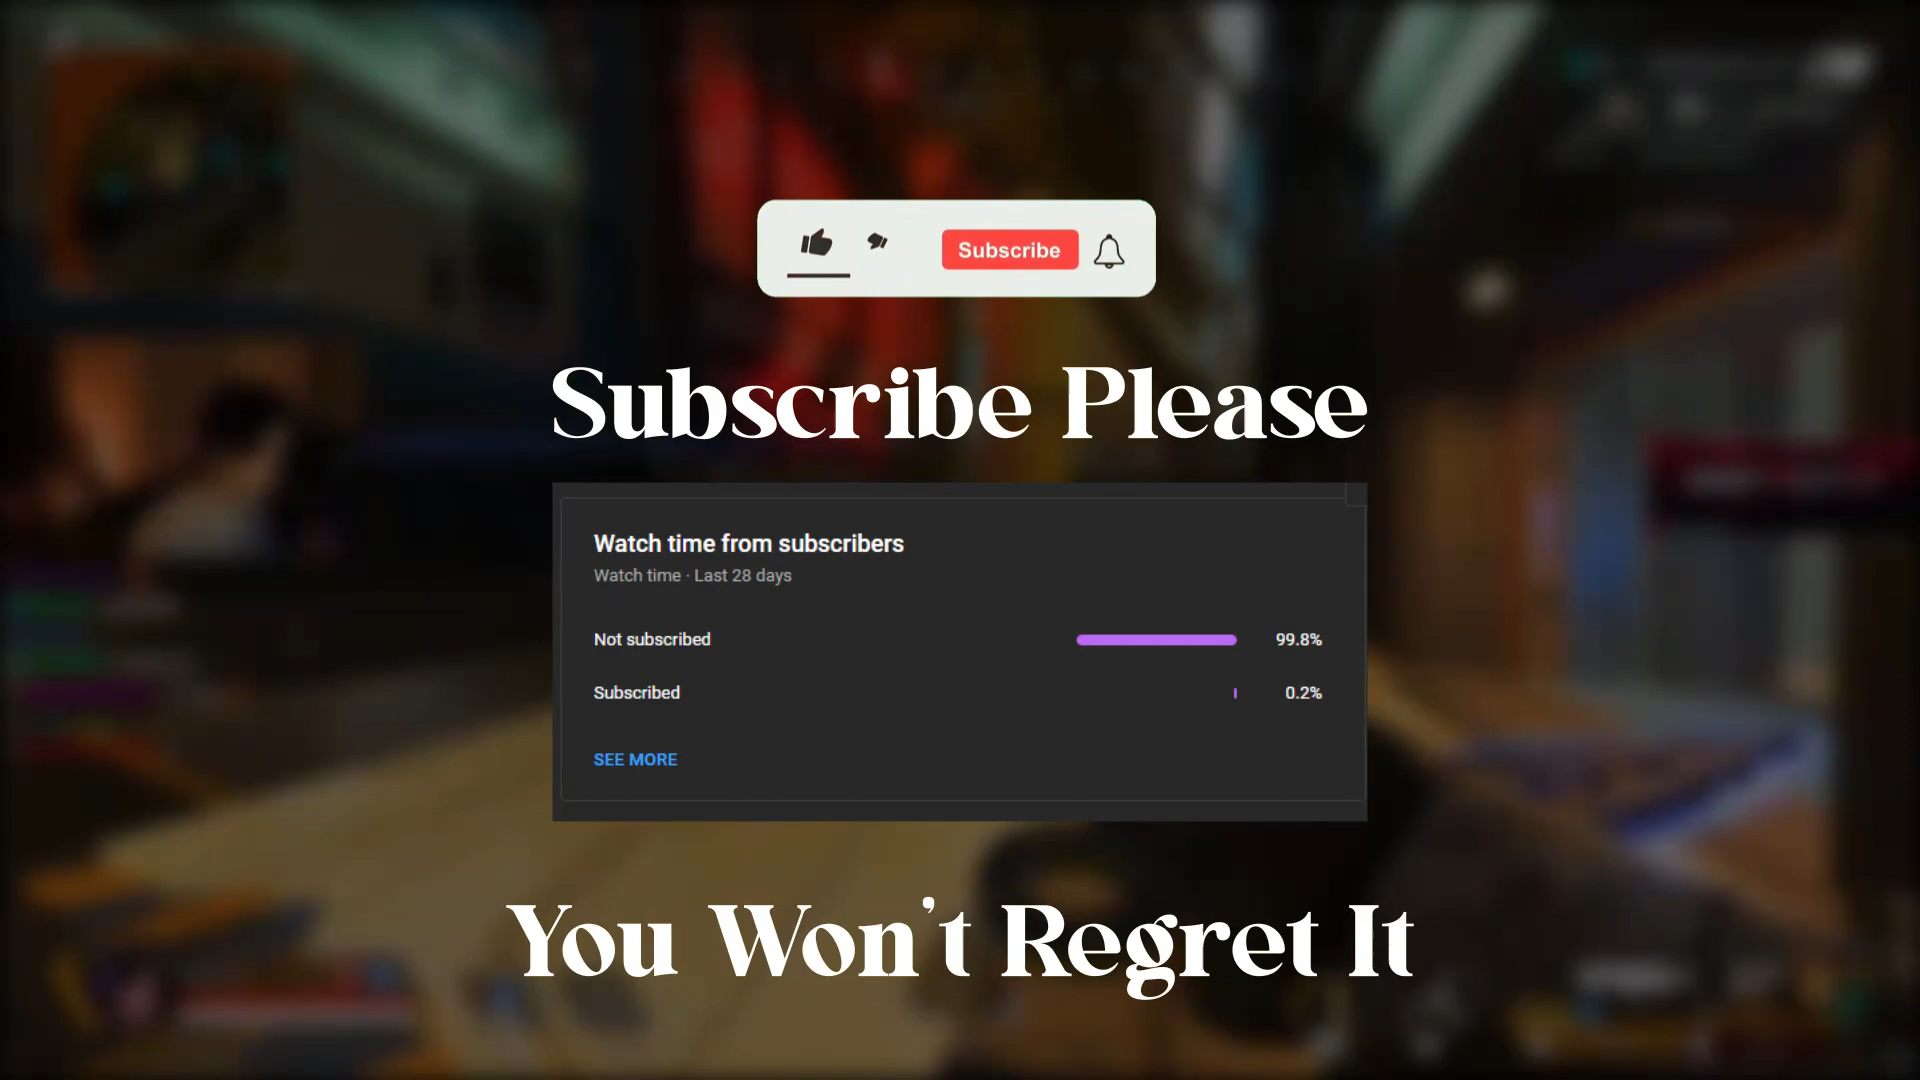 Subscribe
Subscribe Please
Watch time from subscribers
Watch time · Last 28 days
Not subscribed 99.8%
Subscribed 0.2%
SEE MORE
You Won't Regret It